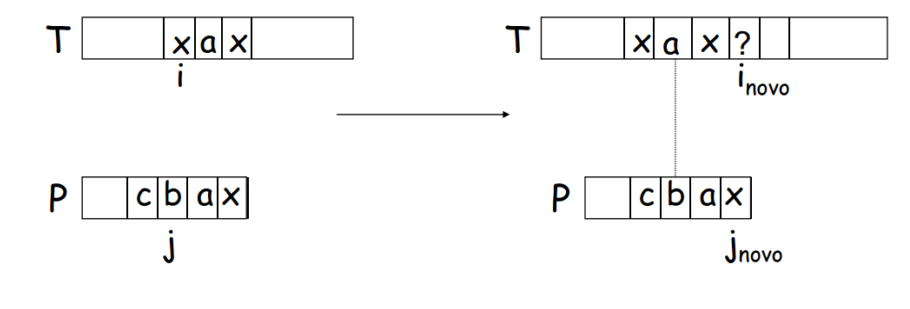 T x a x T x a x ?
i i novo
P c b a x P c b a x
j j novo